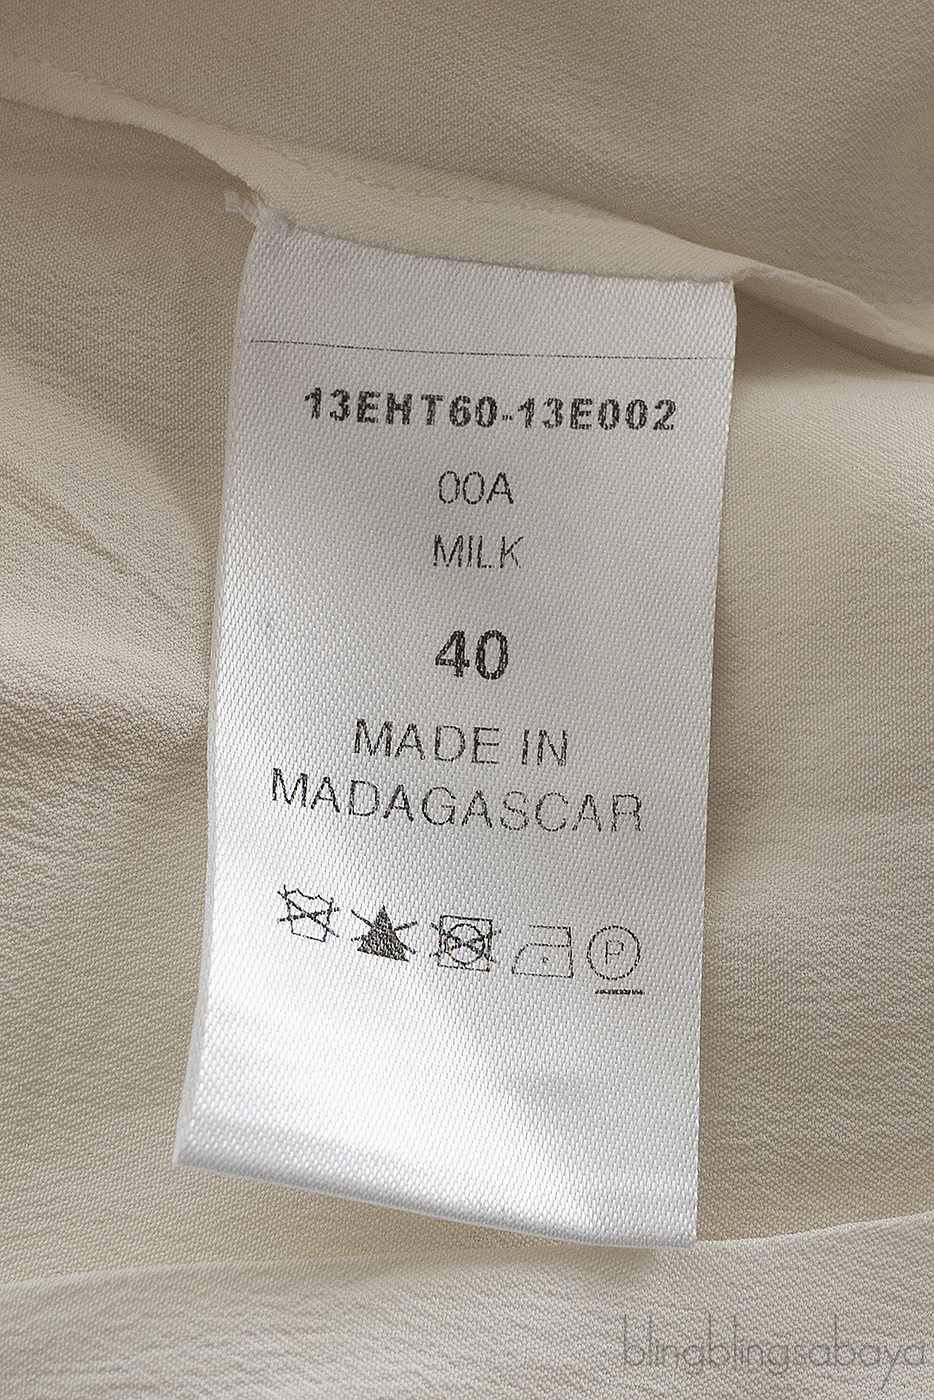 13EHT60-13E002
00A
MILK
40
MADE IN
MADAGASCAR
P
blingblingsabaya